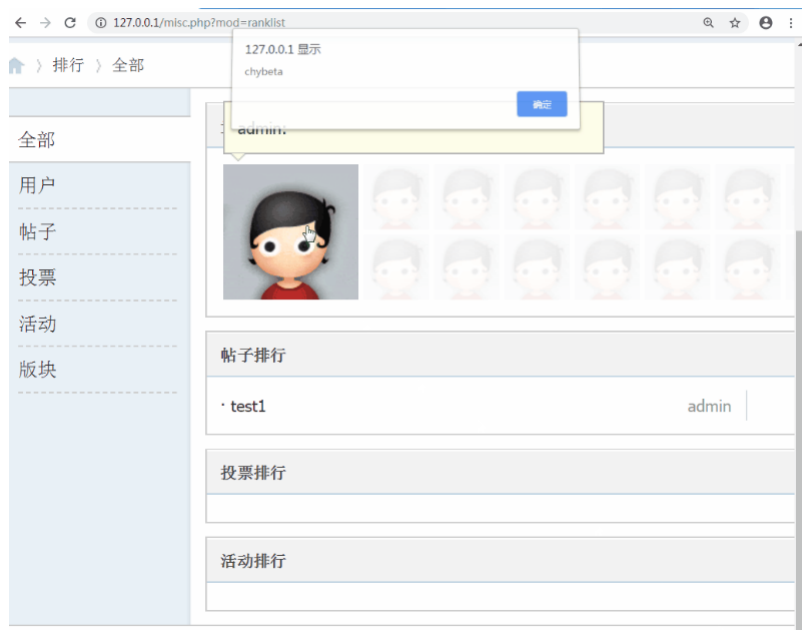 127.0.0.1/misc.php?mod=ranklist
127.0.0.1 显示
chybeta
确定
排行 〉 全部
admin:
全部
用户
帖子
投票
活动
版块
帖子排行
· test1 admin
投票排行
活动排行